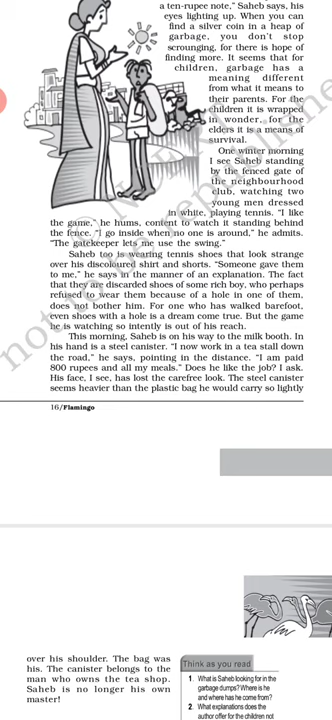 a ten-rupee note,” Saheb says, his
eyes lighting up. When you can
find a silver coin in a heap of
garbage, you don’t stop
scrounging, for there is hope of
finding more. It seems that for
children, garbage has a
meaning different
from what it means to
their parents. For the
children it is wrapped
in wonder, for the
elders it is a means of
survival.
One winter morning
I see Saheb standing
by the fenced gate of
the neighbourhood
club, watching two
young men dressed
in white, playing tennis. “I like
the game,” he hums, content to watch it standing behind
the fence. “I go inside when no one is around,” he admits.
“The gatekeeper lets me use the swing.”
Saheb too is wearing tennis shoes that look strange
over his discoloured shirt and shorts. “Someone gave them
to me,” he says in the manner of an explanation. The fact
that they are discarded shoes of some rich boy, who perhaps
refused to wear them because of a hole in one of them,
does not bother him. For one who has walked barefoot,
even shoes with a hole is a dream come true. But the game
he is watching so intently is out of his reach.
This morning, Saheb is on his way to the milk booth. In
his hand is a steel canister. “I now work in a tea stall down
the road,” he says, pointing in the distance. “I am paid
800 rupees and all my meals.” Does he like the job? I ask.
His face, I see, has lost the carefree look. The steel canister
seems heavier than the plastic bag he would carry so lightly
16/Flamingo
over his shoulder. The bag was
his. The canister belongs to the
man who owns the tea shop.
Saheb is no longer his own
master!
Think as you read
1. What is Saheb looking for in the
garbage dumps? Where is he
and where has he come from?
2. What explanations does the
author offer for the children not